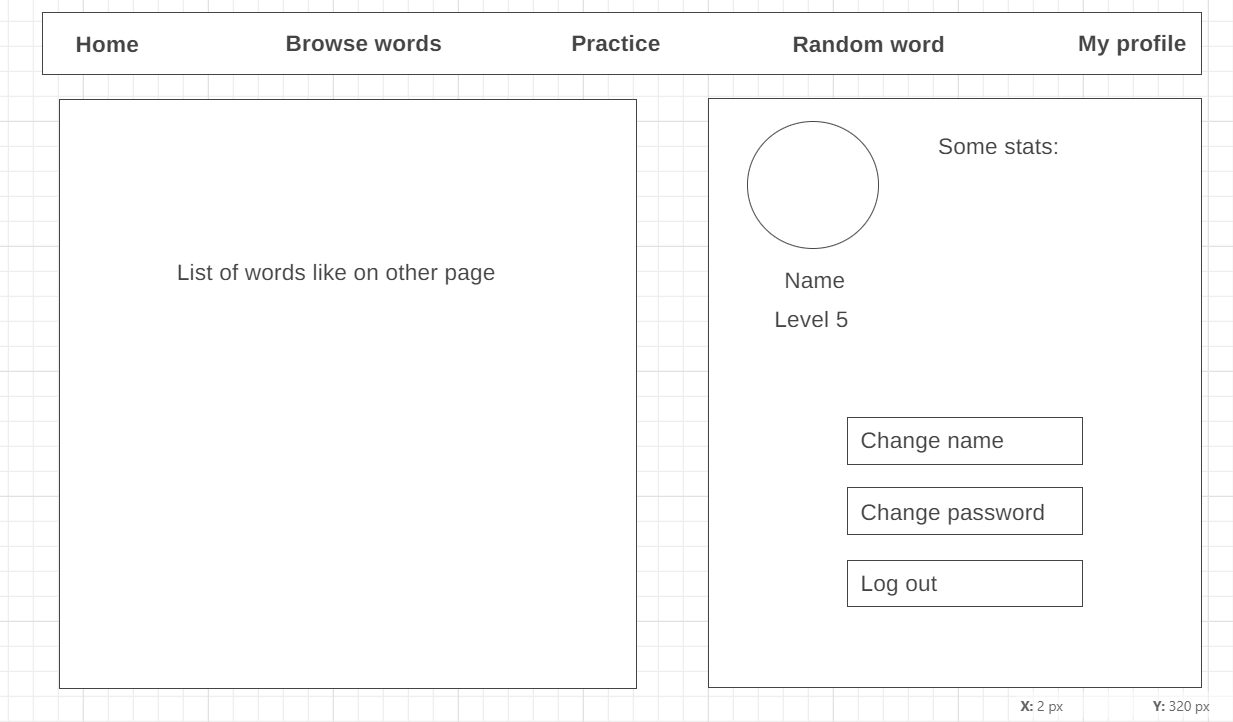 Home Browse words Practice Random word My profile
List of words like on other page
Some stats:
Name
Level 5
Change name
Change password
Log out
X: 2 px Y: 320 px